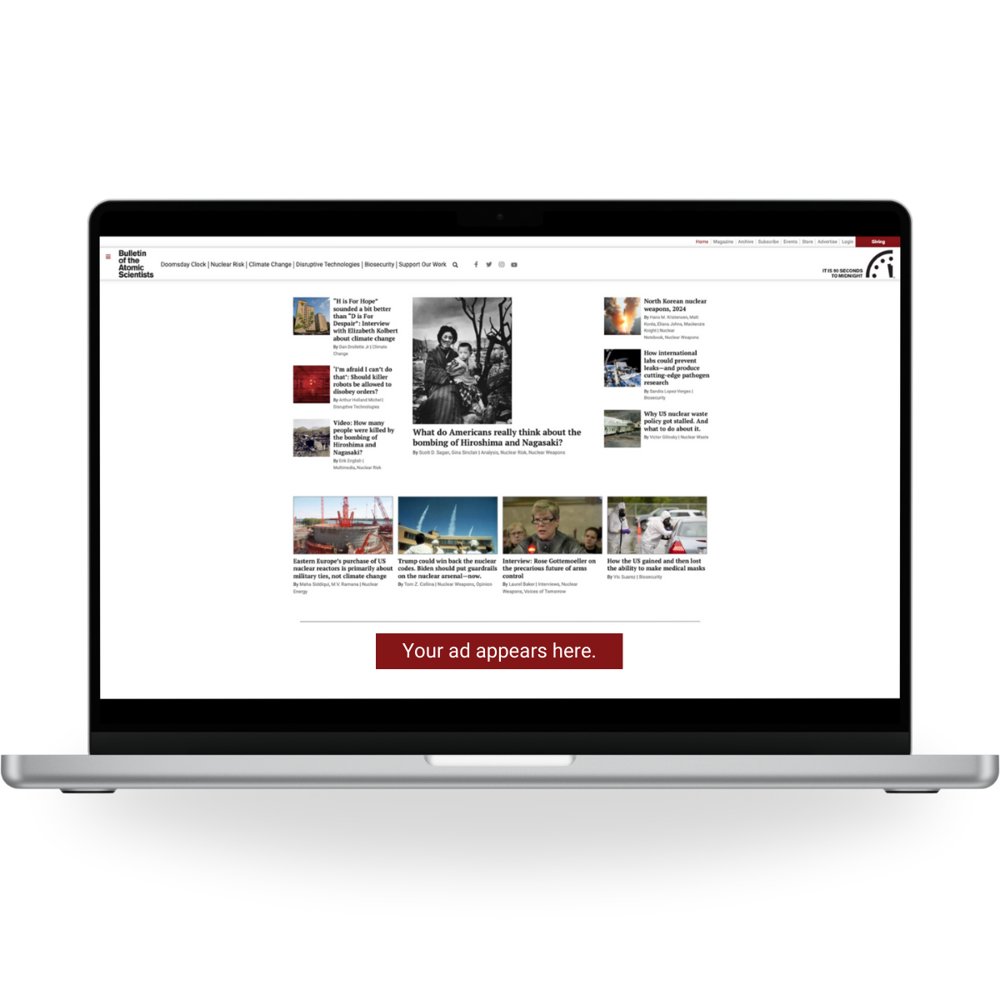 Home | Magazine | Archive | Subscribe | Events | Store | Advertise | Login
Giving
Bulletin
of the
Atomic
Scientists
Doomsday Clock | Nuclear Risk | Climate Change | Disruptive Technologies | Biosecurity | Support Our Work
IT IS 90 SECONDS
TO MIDNIGHT
"H is For Hope"
sounded a bit better
than "D is For
Despair": Interview
with Elizabeth Kolbert
about climate change
By Dan Drollette Jr | Climate
Change
'I'm afraid I can't do
that': Should killer
robots be allowed to
disobey orders?
By Arthur Holland Michel |
Disruptive Technologies
Video: How many
people were killed by
the bombing of
Hiroshima and
Nagasaki?
By Erik English |
Multimedia, Nuclear Risk
What do Americans really think about the
bombing of Hiroshima and Nagasaki?
By Scott D. Sagan, Gina Sinclair | Analysis, Nuclear Risk, Nuclear Weapons
North Korean nuclear
weapons, 2024
By Hans M. Kristensen, Matt
Korda, Eliana Johns, Mackenzie
Knight | Nuclear
Notebook, Nuclear Weapons
How international
labs could prevent
leaks—and produce
cutting-edge pathogen
research
By Sandra Lopez-Verges |
Biosecurity
Why US nuclear waste
policy got stalled. And
what to do about it.
By Victor Gilinsky | Nuclear Waste
Eastern Europe's purchase of US
nuclear reactors is primarily about
military ties, not climate change
By Maha Siddiqui, M.V. Ramana | Nuclear
Energy
Trump could win back the nuclear
codes. Biden should put guardrails
on the nuclear arsenal—now.
By Tom Z. Collina | Nuclear Weapons, Opinion
Interview: Rose Gottemoeller on
the precarious future of arms
control
By Laurel Baker | Interviews, Nuclear
Weapons, Voices of Tomorrow
How the US gained and then lost
the ability to make medical masks
By Vic Suarez | Biosecurity
Your ad appears here.